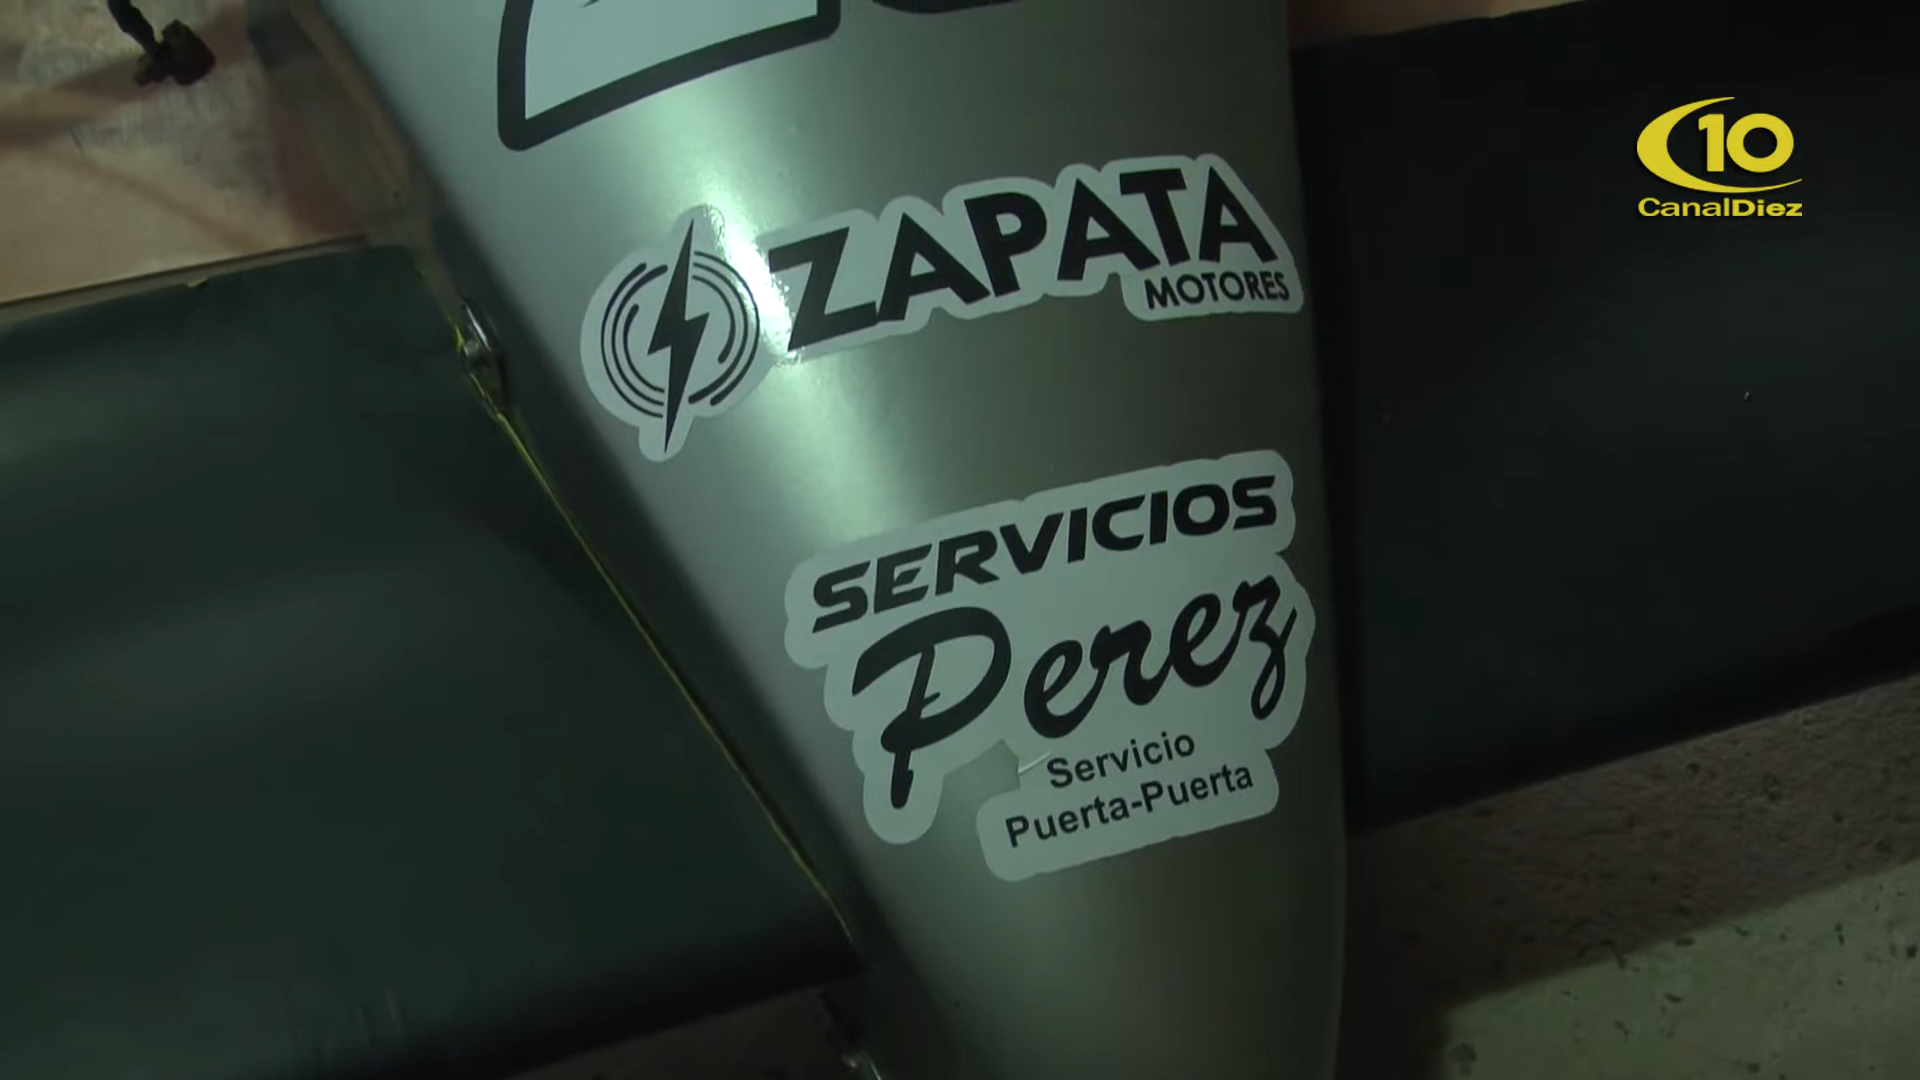 10
CanalDiez
ZAPATA
MOTORES
SERVICIOS
Perez
Servicio
Puerta-Puerta